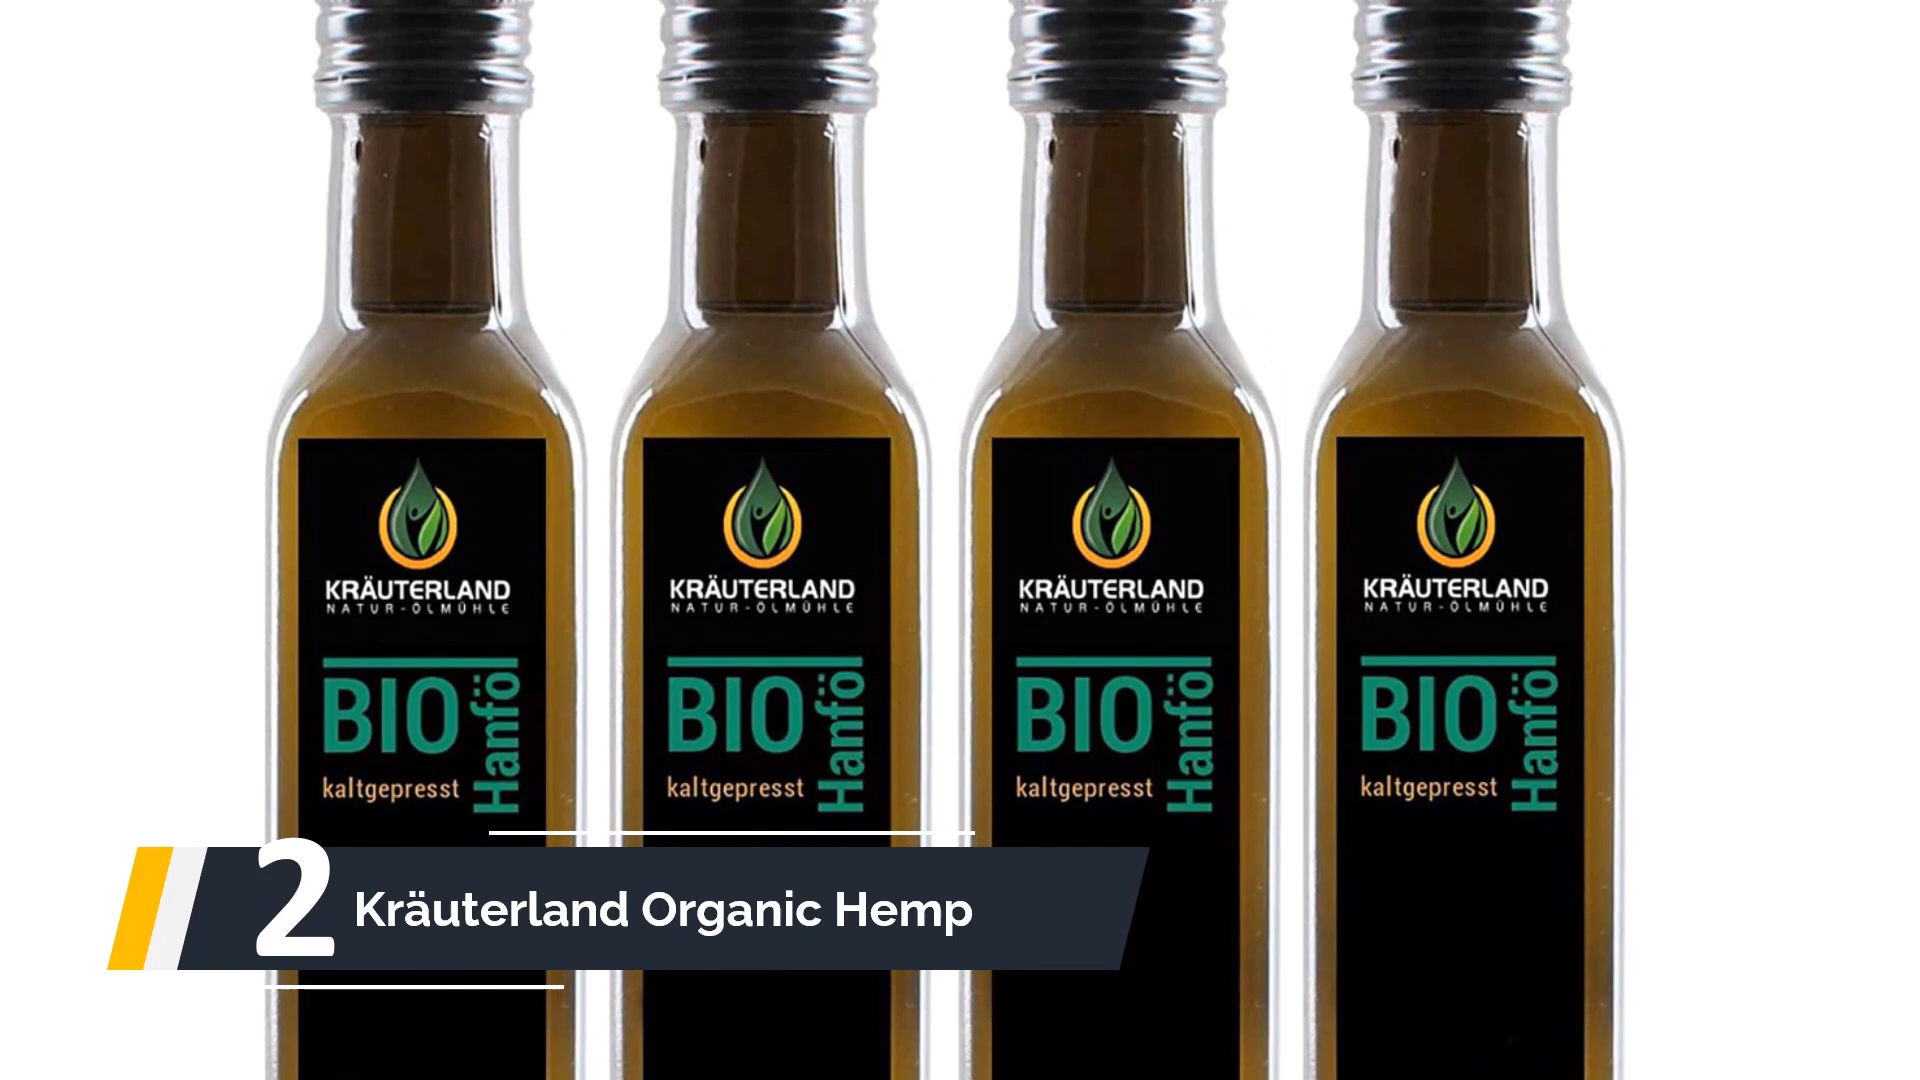 KRÄUTERLAND
NATUR-ÖLMÜHLE
BIO
Hanföl
kaltgepresst
KRÄUTERLAND
NATUR-ÖLMÜHLE
BIO
Hanföl
kaltgepresst
KRÄUTERLAND
NATUR-ÖLMÜHLE
BIO
Hanföl
kaltgepresst
KRÄUTERLAND
NATUR-ÖLMÜHLE
BIO
Hanföl
kaltgepresst
2 Kräuterland Organic Hemp